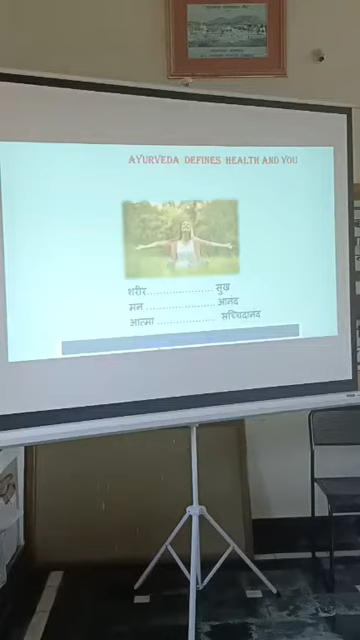 AYURVEDA DEFINES HEALTH AND YOU
शरीर.................... सुख
मन ..................... आनंद
आत्मा .................. सच्चिदानंद